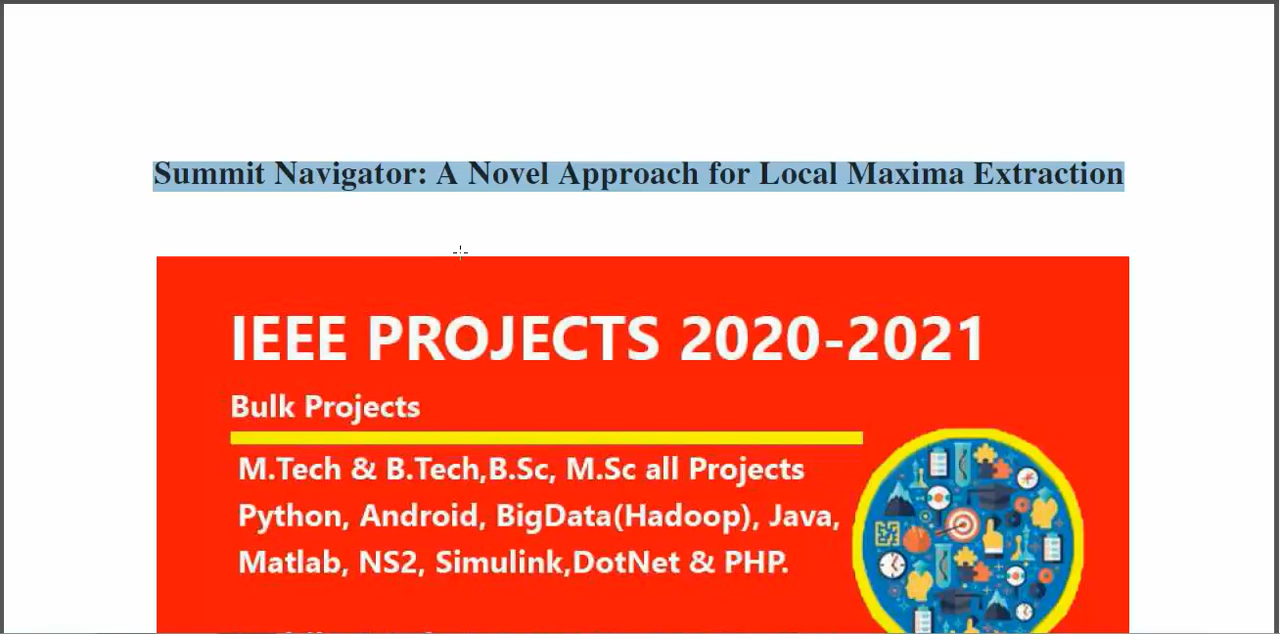 Summit Navigator: A Novel Approach for Local Maxima Extraction
IEEE PROJECTS 2020-2021
Bulk Projects
M.Tech & B.Tech,B.Sc, M.Sc all Projects
Python, Android, BigData(Hadoop), Java,
Matlab, NS2, Simulink,DotNet & PHP.